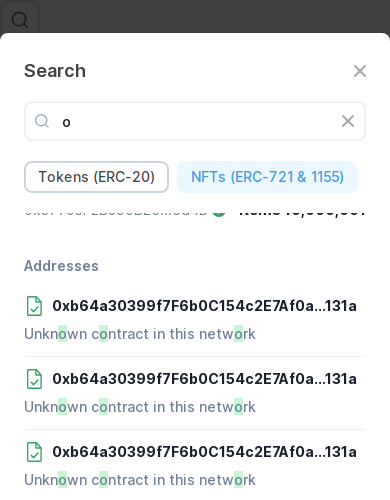 Search
o
Tokens (ERC-20)
NFTs (ERC-721 & 1155)
Addresses
0xb64a30399f7F6b0C154c2E7Af0a...131a
Unknown contract in this network
0xb64a30399f7F6b0C154c2E7Af0a...131a
Unknown contract in this network
0xb64a30399f7F6b0C154c2E7Af0a...131a
Unknown contract in this network